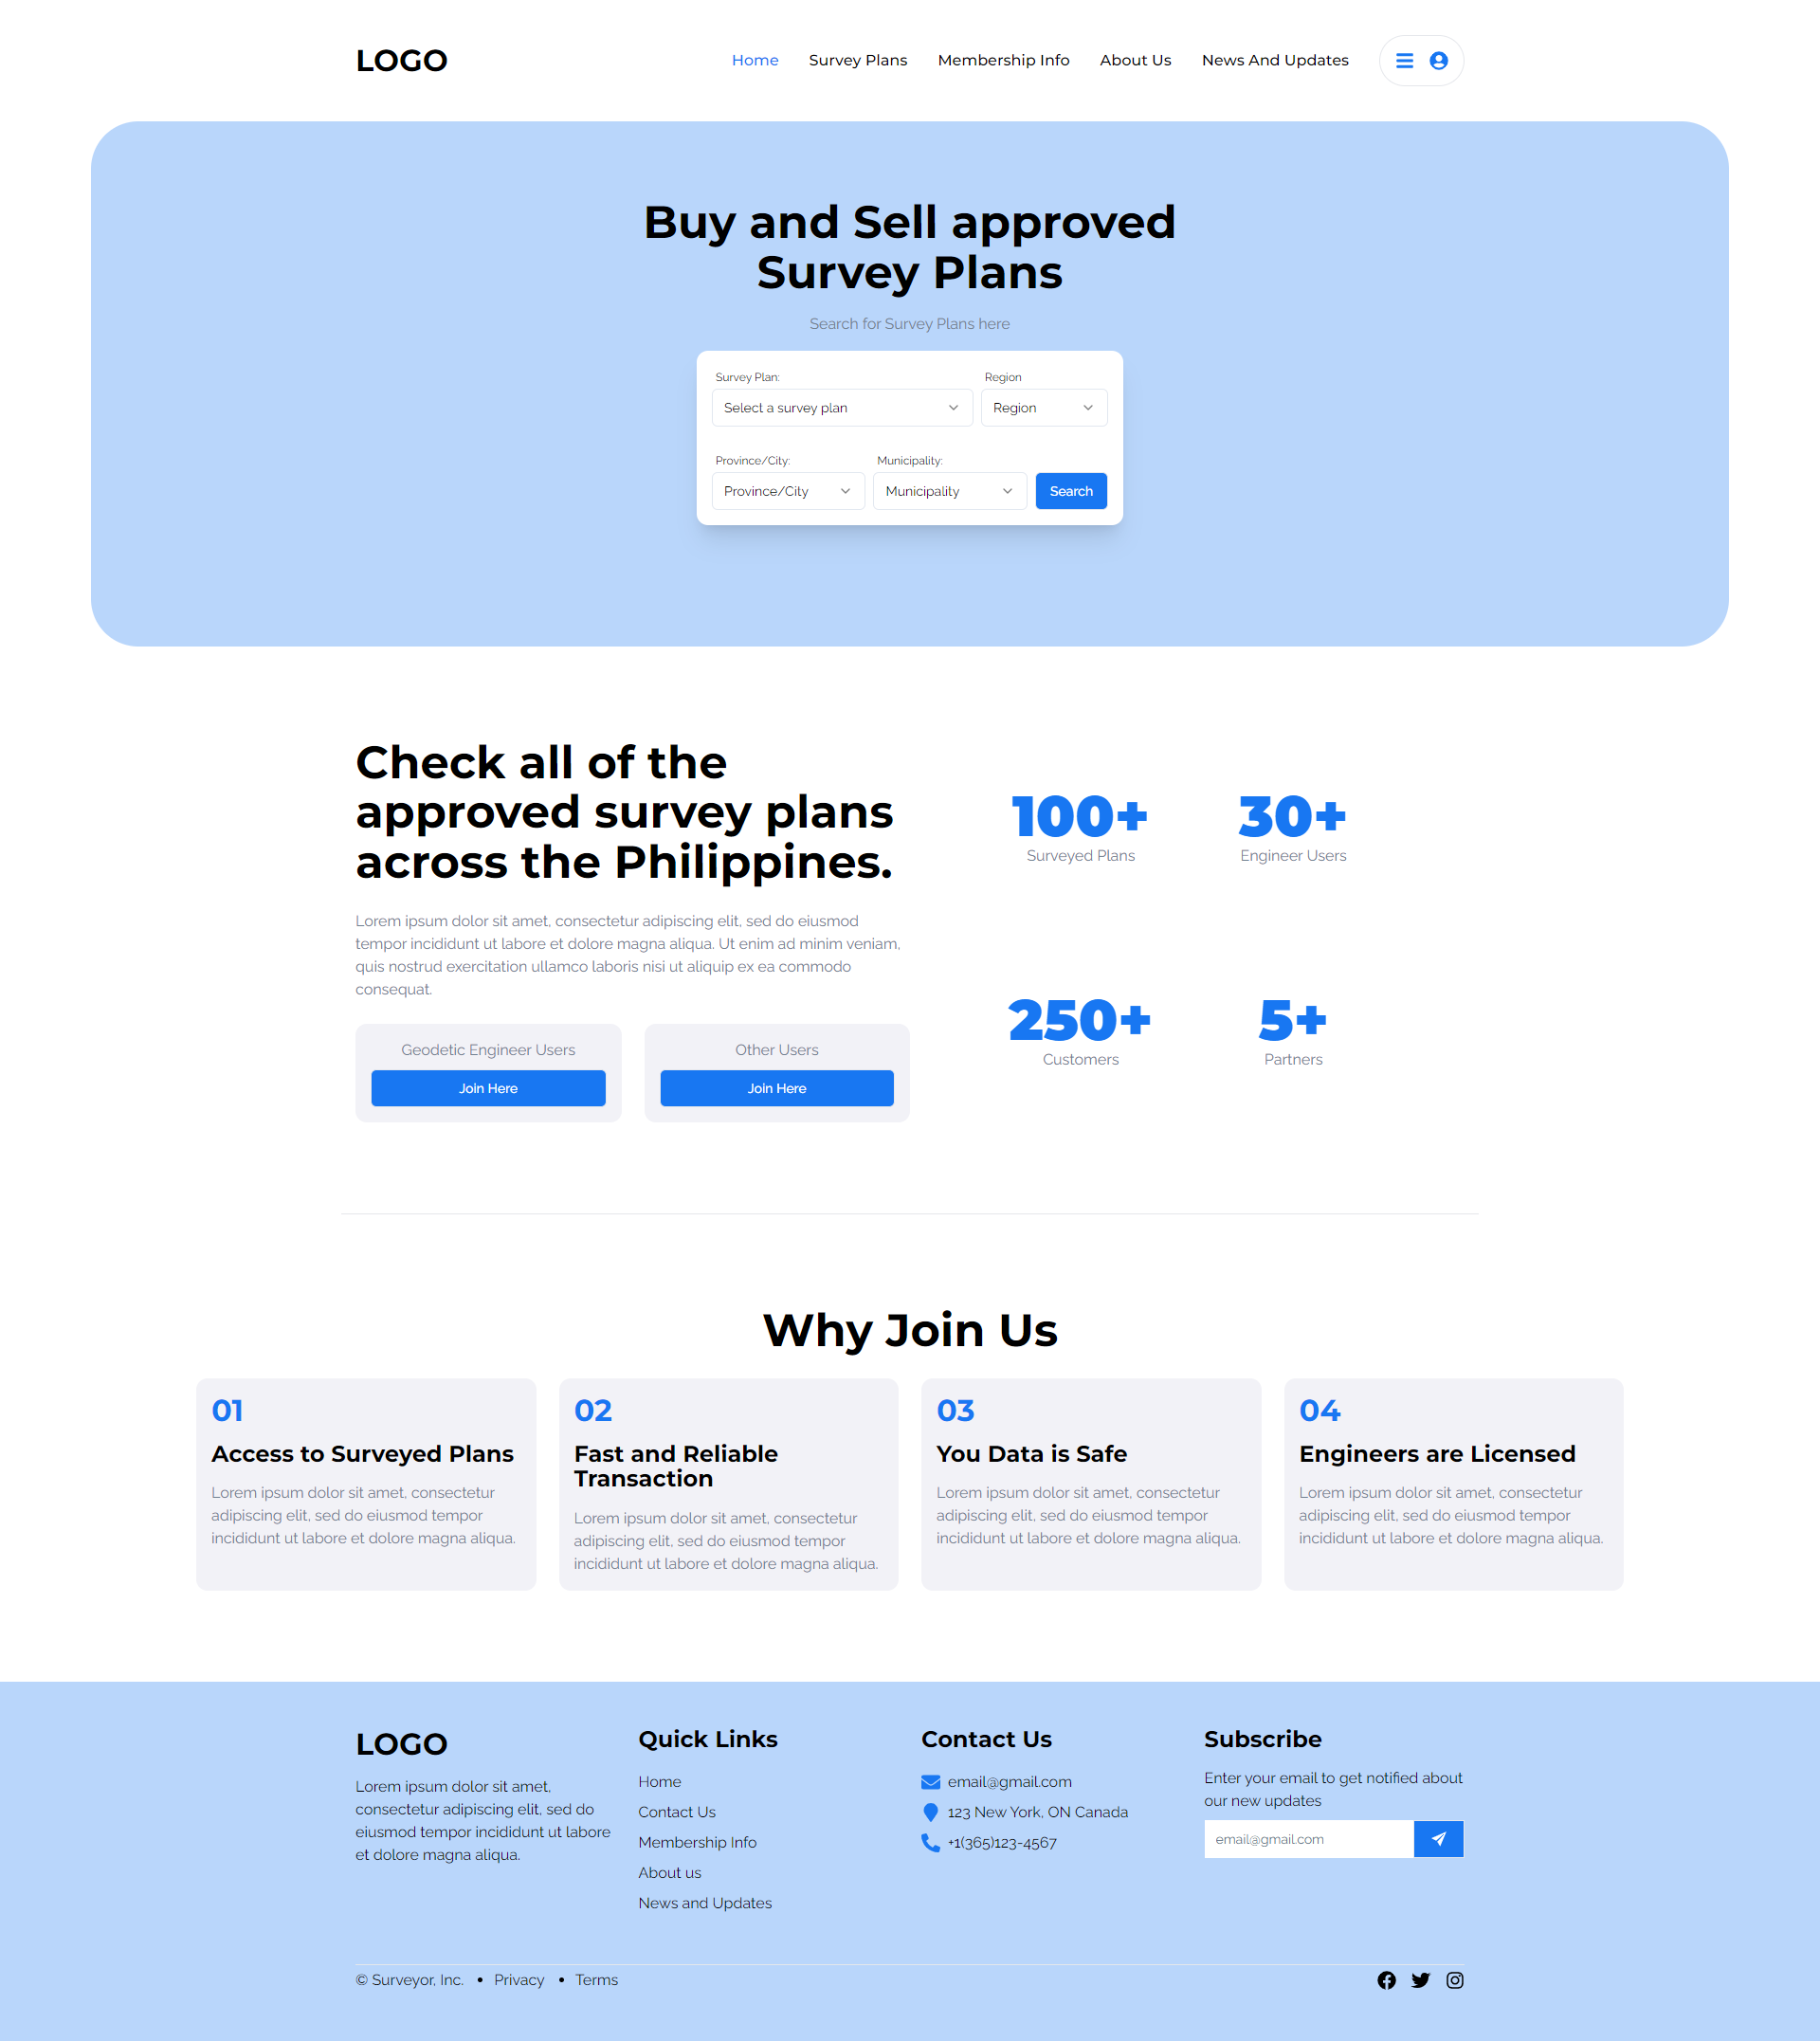 LOGO
Home Survey Plans Membership Info About Us News And Updates
Buy and Sell approved
Survey Plans
Search for Survey Plans here
Survey Plan: Region
Select a survey plan Region
Province/City: Municipality:
Province/City Municipality Search
Check all of the
approved survey plans
across the Philippines.
Lorem ipsum dolor sit amet, consectetur adipiscing elit, sed do eiusmod
tempor incididunt ut labore et dolore magna aliqua. Ut enim ad minim veniam,
quis nostrud exercitation ullamco laboris nisi ut aliquip ex ea commodo
consequat.
Geodetic Engineer Users
Join Here
Other Users
Join Here
100+
Surveyed Plans
30+
Engineer Users
250+
Customers
5+
Partners
Why Join Us
01
Access to Surveyed Plans
Lorem ipsum dolor sit amet, consectetur
adipiscing elit, sed do eiusmod tempor
incididunt ut labore et dolore magna aliqua.
02
Fast and Reliable
Transaction
Lorem ipsum dolor sit amet, consectetur
adipiscing elit, sed do eiusmod tempor
incididunt ut labore et dolore magna aliqua.
03
You Data is Safe
Lorem ipsum dolor sit amet, consectetur
adipiscing elit, sed do eiusmod tempor
incididunt ut labore et dolore magna aliqua.
04
Engineers are Licensed
Lorem ipsum dolor sit amet, consectetur
adipiscing elit, sed do eiusmod tempor
incididunt ut labore et dolore magna aliqua.
LOGO
Lorem ipsum dolor sit amet,
consectetur adipiscing elit, sed do
eiusmod tempor incididunt ut labore
et dolore magna aliqua.
Quick Links
Home
Contact Us
Membership Info
About us
News and Updates
Contact Us
email@gmail.com
123 New York, ON Canada
+1(365)123-4567
Subscribe
Enter your email to get notified about
our new updates
email@gmail.com
© Surveyor, Inc. • Privacy • Terms